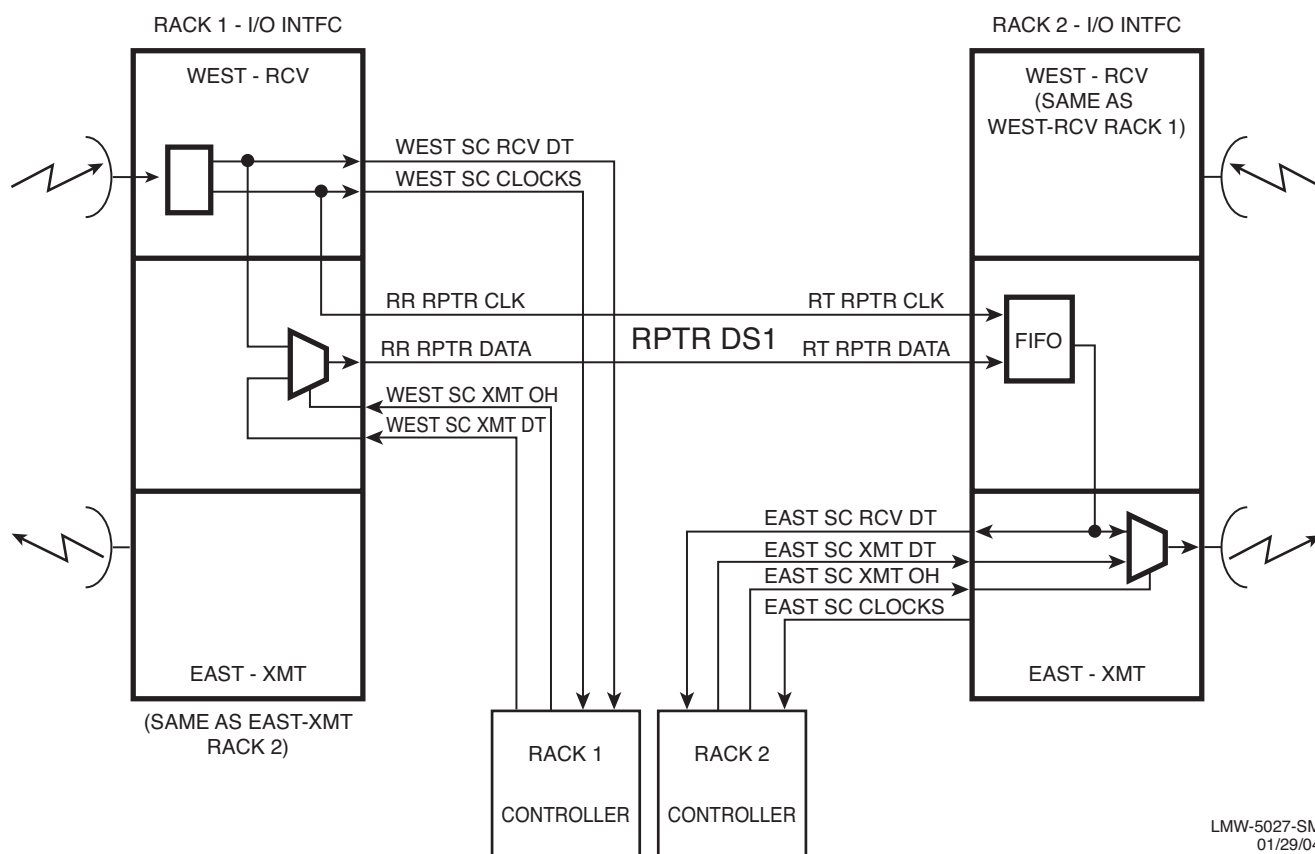 RACK 1 - I/O INTFC
RACK 2 - I/O INTFC
WEST - RCV
WEST - RCV
(SAME AS
WEST-RCV RACK 1)
WEST SC RCV DT
WEST SC CLOCKS
RR RPTR CLK
RT RPTR CLK
RPTR DS1
FIFO
RR RPTR DATA
RT RPTR DATA
WEST SC XMT OH
WEST SC XMT DT
EAST SC RCV DT
EAST SC XMT DT
EAST SC XMT OH
EAST SC CLOCKS
EAST - XMT
EAST - XMT
(SAME AS EAST-XMT
RACK 2)
RACK 1
CONTROLLER
RACK 2
CONTROLLER
LMW-5027-SM
01/29/04